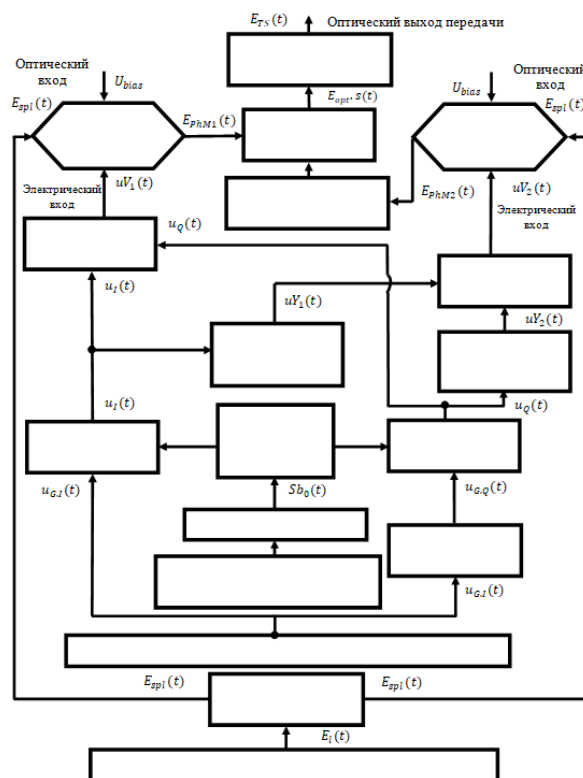 E_TS(t)
Оптический выход передачи
Оптический
вход
E_spl(t)
U_bias
E_opt.s(t)
E_PhM1(t)
U_bias
Оптический
вход
E_spl(t)
Электрический
вход
uV_1(t)
E_PhM2(t)
uV_2(t)
Электрический
вход
u_Q(t)
u_I(t)
uY_1(t)
uY_2(t)
u_I(t)
u_Q(t)
u_G,I(t)
Sb_0(t)
u_G,Q(t)
u_G,I(t)
E_spl(t)
E_spl(t)
E_l(t)